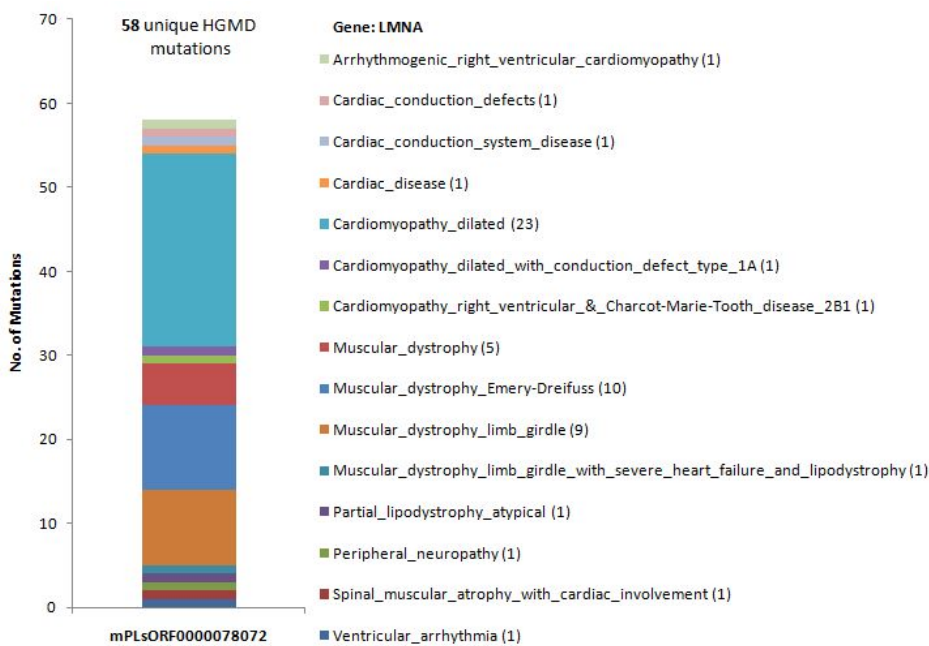 58 unique HGMD
mutations
No. of Mutations
70
60
50
40
30
20
10
0
mPLsORF0000078072
Gene: LMNA
Arrhythmogenic_right_ventricular_cardiomyopathy (1)
Cardiac_conduction_defects (1)
Cardiac_conduction_system_disease (1)
Cardiac_disease (1)
Cardiomyopathy_dilated (23)
Cardiomyopathy_dilated_with_conduction_defect_type_1A (1)
Cardiomyopathy_right_ventricular_&_Charcot-Marie-Tooth_disease_2B1 (1)
Muscular_dystrophy (5)
Muscular_dystrophy_Emery-Dreifuss (10)
Muscular_dystrophy_limb_girdle (9)
Muscular_dystrophy_limb_girdle_with_severe_heart_failure_and_lipodystrophy (1)
Partial_lipodystrophy_atypical (1)
Peripheral_neuropathy (1)
Spinal_muscular_atrophy_with_cardiac_involvement (1)
Ventricular_arrhythmia (1)